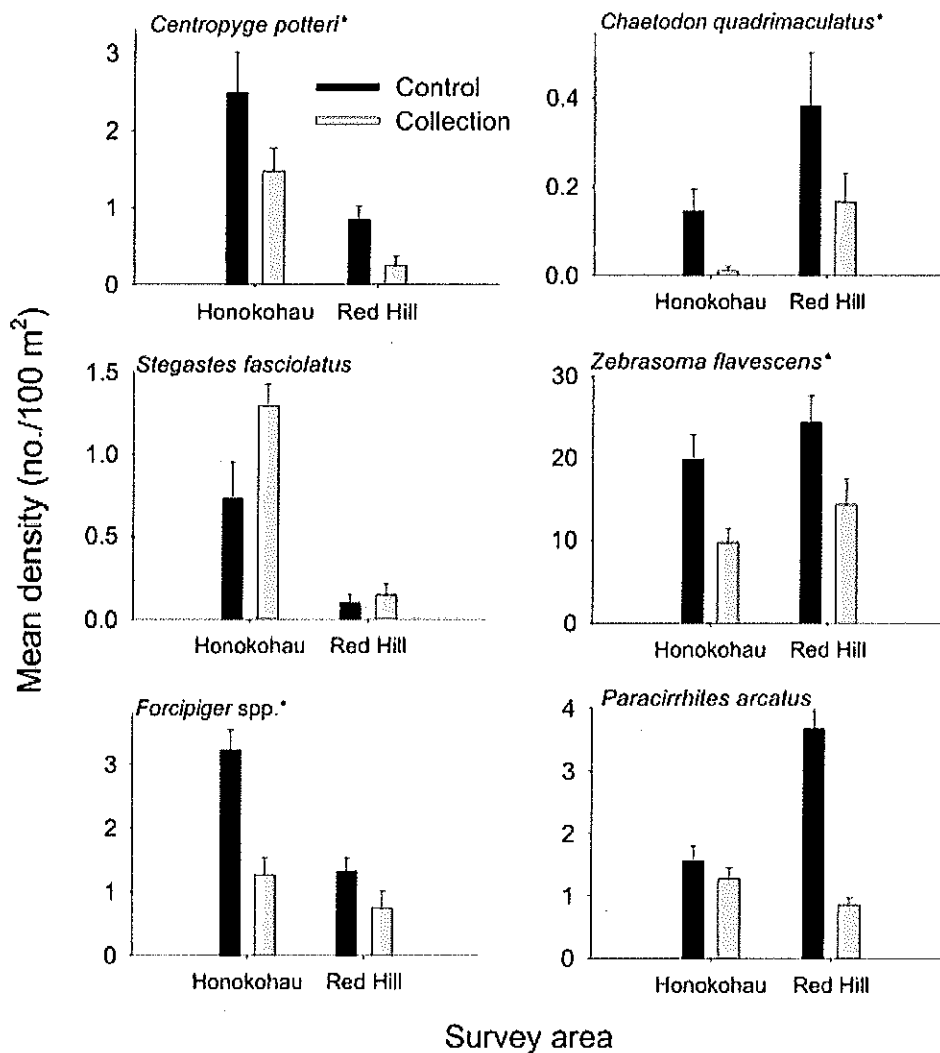 Centropyge potteri*
3
2
1
0
Honokohau Red Hill
Control
Collection
Chaetodon quadrimaculatus*
0.4
0.2
0.0
Honokohau Red Hill
Stegastes fasciolatus
1.5
1.0
0.5
0.0
Honokohau Red Hill
Zebrasoma flavescens*
30
20
10
0
Honokohau Red Hill
Forcipiger spp.*
3
2
1
0
Honokohau Red Hill
Paracirrhites arcatus
4
3
2
1
0
Honokohau Red Hill
Mean density (no./100 m²)
Survey area